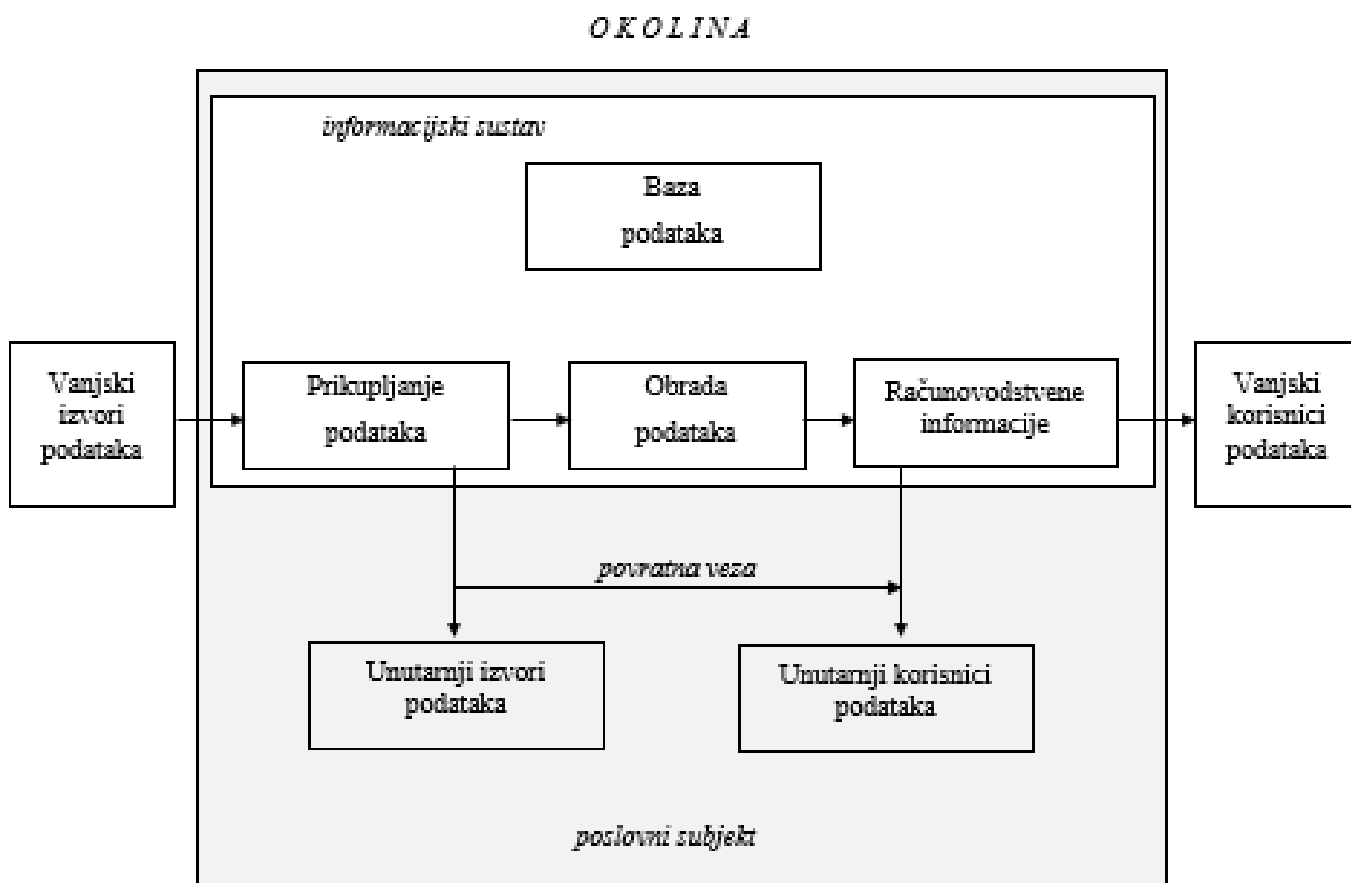 O K O L I N A
informacijski sustav
Baza
podataka
Vanjski
izvori
podataka
Prikupljanje
podataka
Obrada
podataka
Računovodstvene
informacije
Vanjski
korisnici
podataka
povratna veza
Unutarnji izvori
podataka
Unutarnji korisnici
podataka
poslovni subjekt